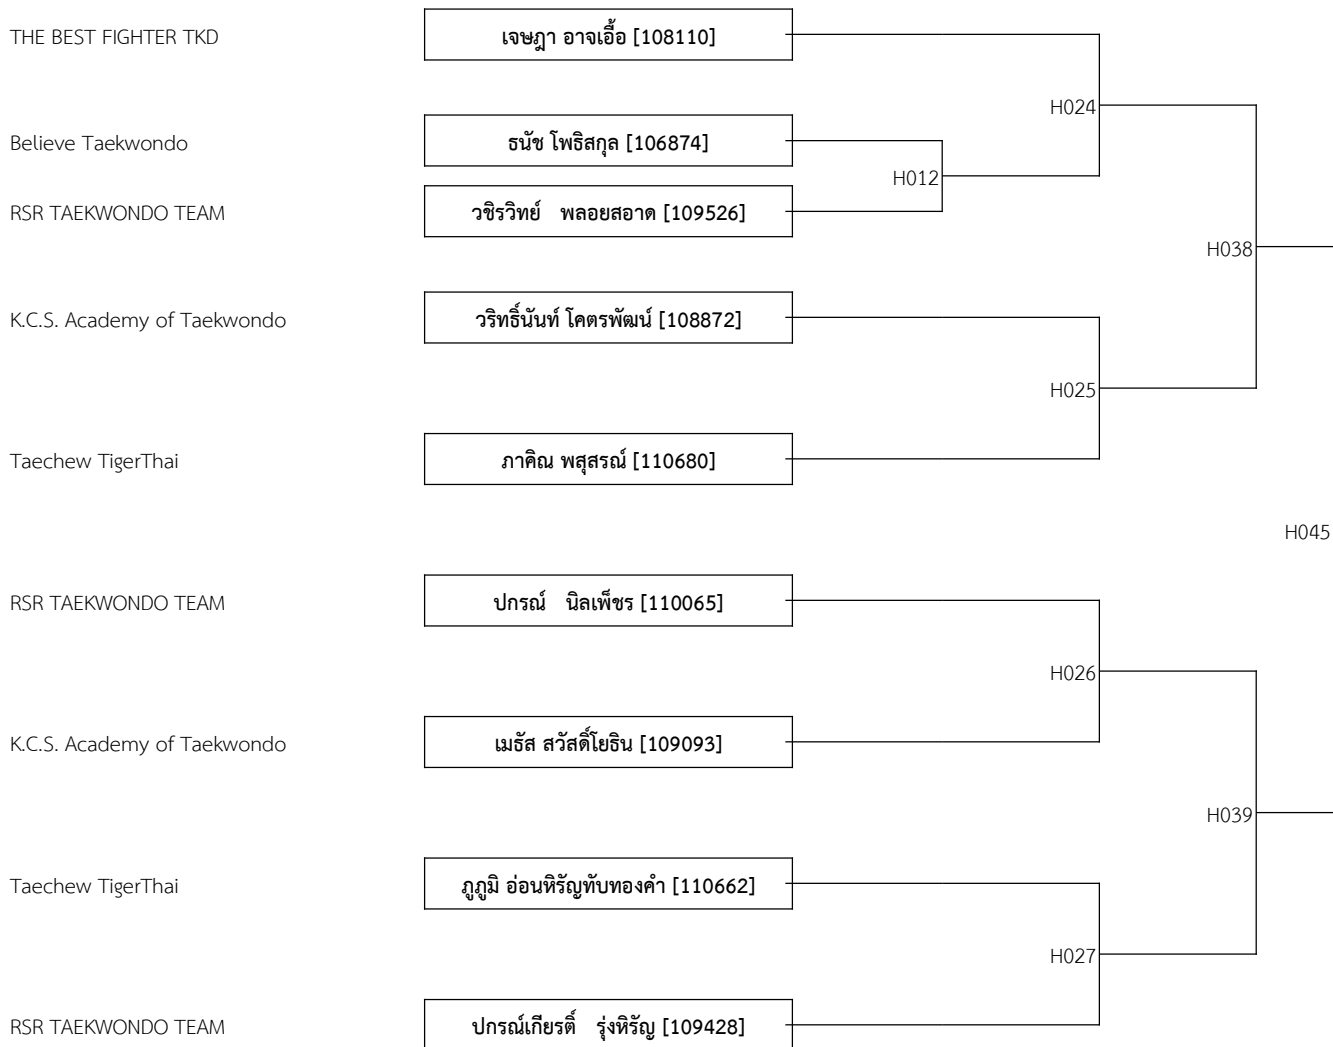 THE BEST FIGHTER TKD เจษฎา อาจเอื้อ [108110]
H024
Believe Taekwondo ธนัช โพธิสกุล [106874]
H012
RSR TAEKWONDO TEAM วชิรวิทย์ พลอยสอาด [109526]
H038
K.C.S. Academy of Taekwondo วริทธิ์นันท์ โคตรพัฒน์ [108872]
H025
Taechew TigerThai ภาคิณ พสุสรณ์ [110680]
H045
RSR TAEKWONDO TEAM ปกรณ์ นิลเพ็ชร [110065]
H026
K.C.S. Academy of Taekwondo เมธัส สวัสดิ์โยธิน [109093]
H039
Taechew TigerThai ภูภูมิ อ่อนหิรัญทับทองคำ [110662]
H027
RSR TAEKWONDO TEAM ปกรณ์เกียรติ์ รุ่งหิรัญ [109428]